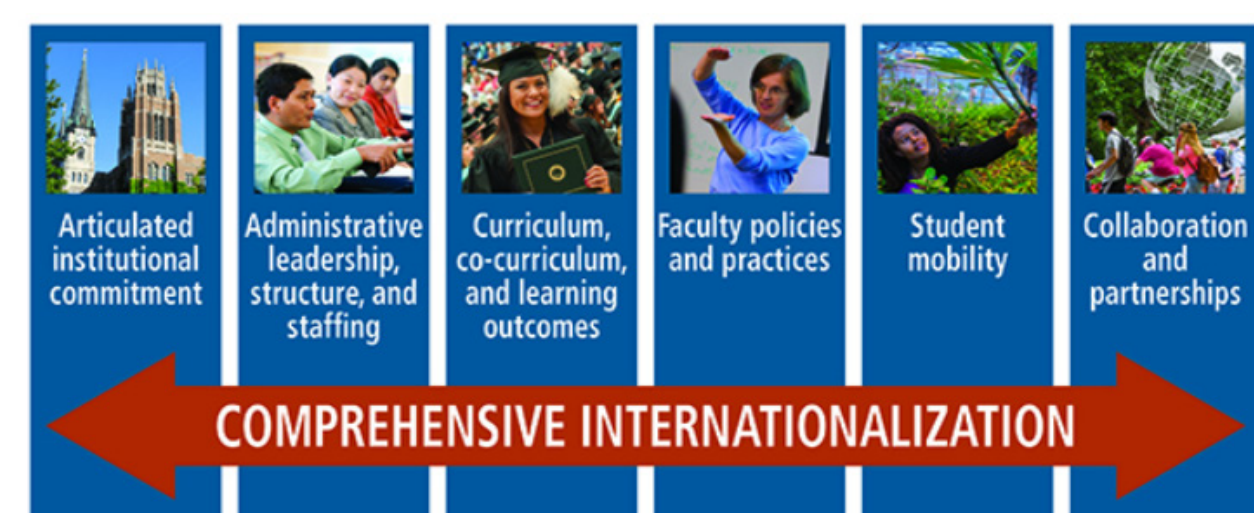 Articulated
institutional
commitment
Administrative
leadership,
structure, and
staffing
Curriculum,
co-curriculum,
and learning
outcomes
Faculty policies
and practices
Student
mobility
Collaboration
and
partnerships
COMPREHENSIVE INTERNATIONALIZATION